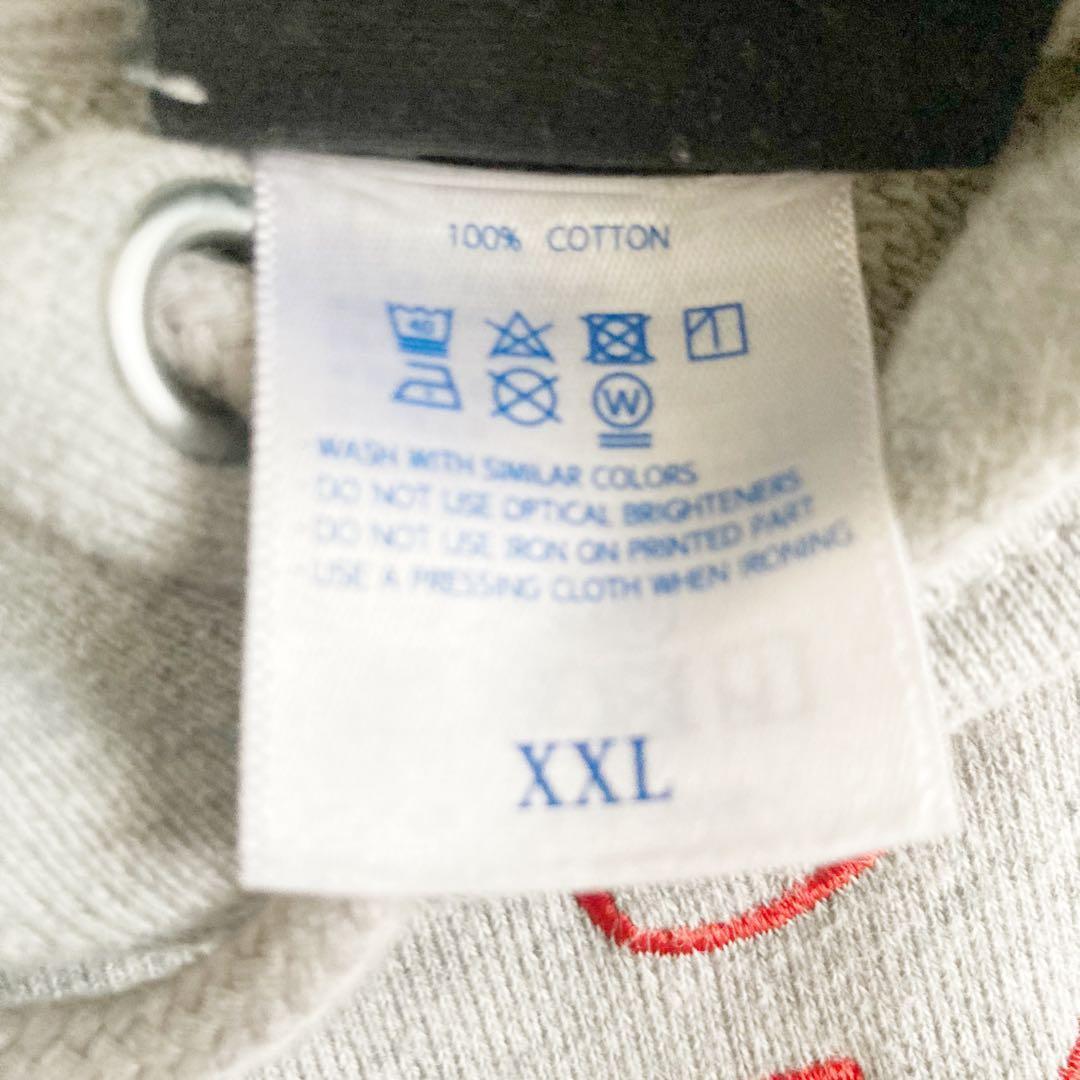 100% COTTON
40
W
WASH WITH SIMILAR COLORS
DO NOT USE OPTICAL BRIGHTENERS
DO NOT USE IRON ON PRINTED PART
USE A PRESSING CLOTH WHEN IRONING
XXL